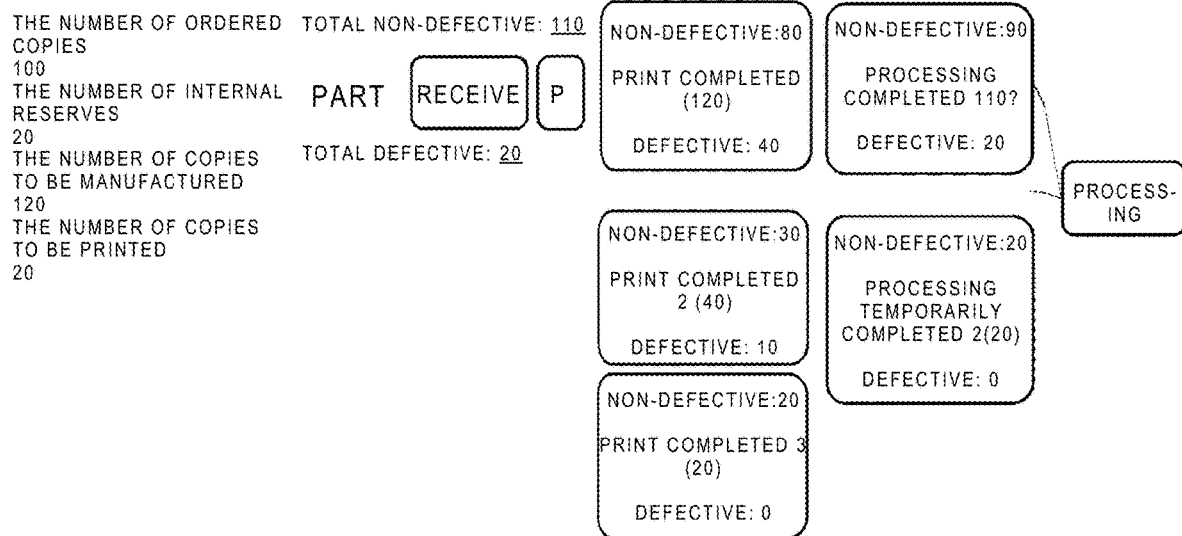 THE NUMBER OF ORDERED
COPIES
100
THE NUMBER OF INTERNAL
RESERVES
20
THE NUMBER OF COPIES
TO BE MANUFACTURED
120
THE NUMBER OF COPIES
TO BE PRINTED
20
TOTAL NON-DEFECTIVE: 110
PART
RECEIVE
P
TOTAL DEFECTIVE: 20
NON-DEFECTIVE:80
PRINT COMPLETED
(120)
DEFECTIVE: 40
NON-DEFECTIVE:90
PROCESSING
COMPLETED 110?
DEFECTIVE: 20
PROCESS-
ING
NON-DEFECTIVE:30
PRINT COMPLETED
2 (40)
DEFECTIVE: 10
NON-DEFECTIVE:20
PROCESSING
TEMPORARILY
COMPLETED 2(20)
DEFECTIVE: 0
NON-DEFECTIVE:20
PRINT COMPLETED 3
(20)
DEFECTIVE: 0